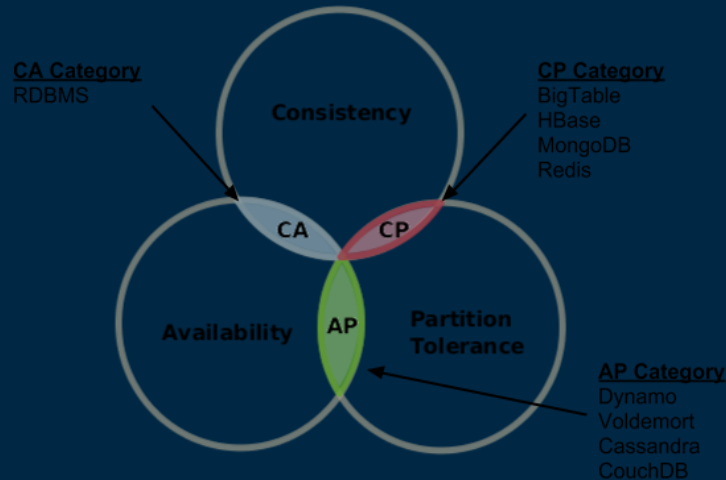 CA Category
RDBMS
Consistency
CP Category
BigTable
HBase
MongoDB
Redis
CA
CP
Availability
AP
Partition
Tolerance
AP Category
Dynamo
Voldemort
Cassandra
CouchDB